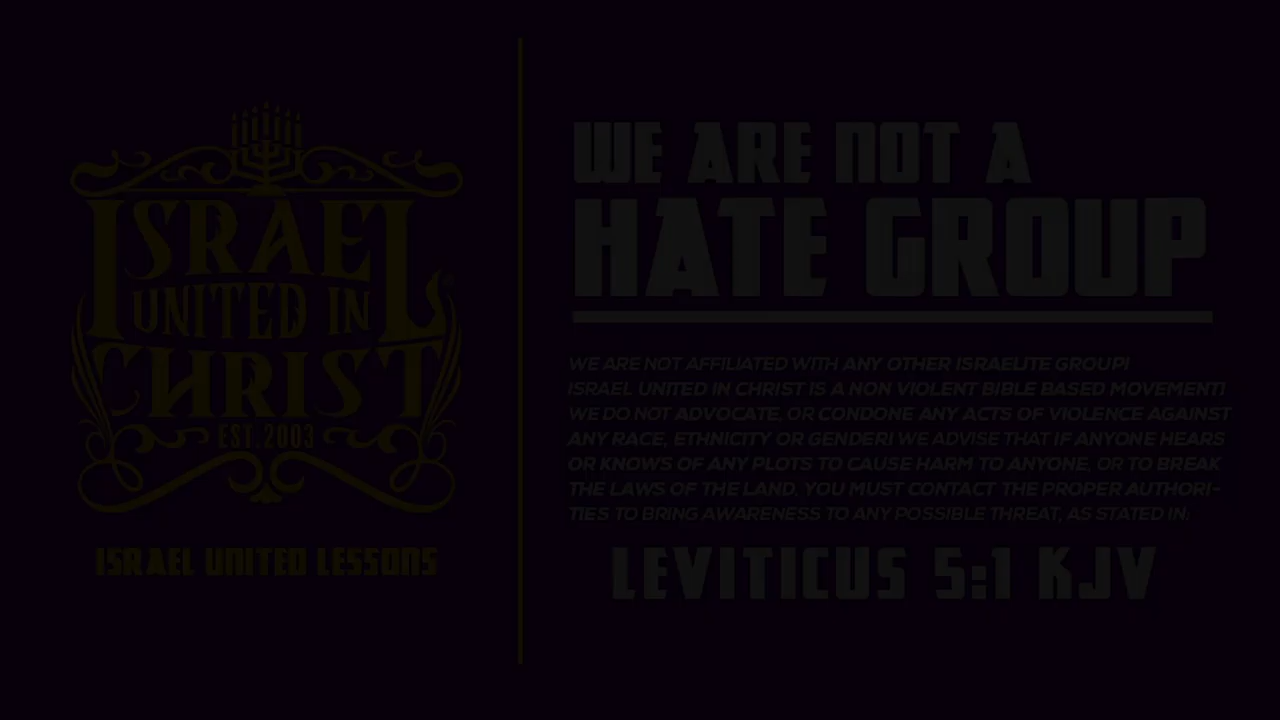 ISRAEL
UNITED IN
CHRIST
EST. 2003
ISRAEL UNITED LESSONS
WE ARE NOT A
HATE GROUP
WE ARE NOT AFFILIATED WITH ANY OTHER ISRAELITE GROUP!
ISRAEL UNITED IN CHRIST IS A NON VIOLENT BIBLE BASED MOVEMENT!
WE DO NOT ADVOCATE, OR CONDONE ANY ACTS OF VIOLENCE AGAINST
ANY RACE, ETHNICITY OR GENDER! WE ADVISE THAT IF ANYONE HEARS
OR KNOWS OF ANY PLOTS TO CAUSE HARM TO ANYONE, OR TO BREAK
THE LAWS OF THE LAND, YOU MUST CONTACT THE PROPER AUTHORI-
TIES TO BRING AWARENESS TO ANY POSSIBLE THREAT, AS STATED IN:
LEVITICUS 5:1 KJV